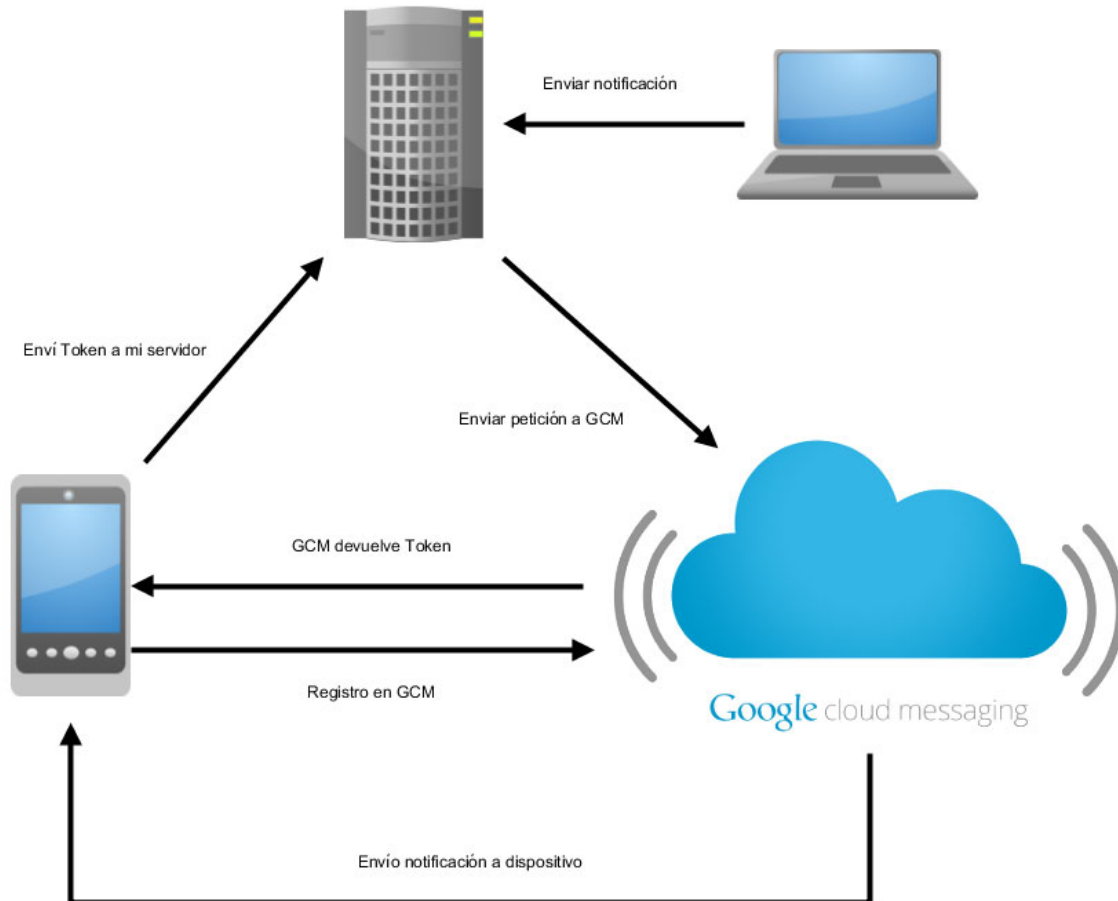 Enviar notificación
Enví Token a mi servidor
Enviar petición a GCM
GCM devuelve Token
Registro en GCM
Google cloud messaging
Envío notificación a dispositivo